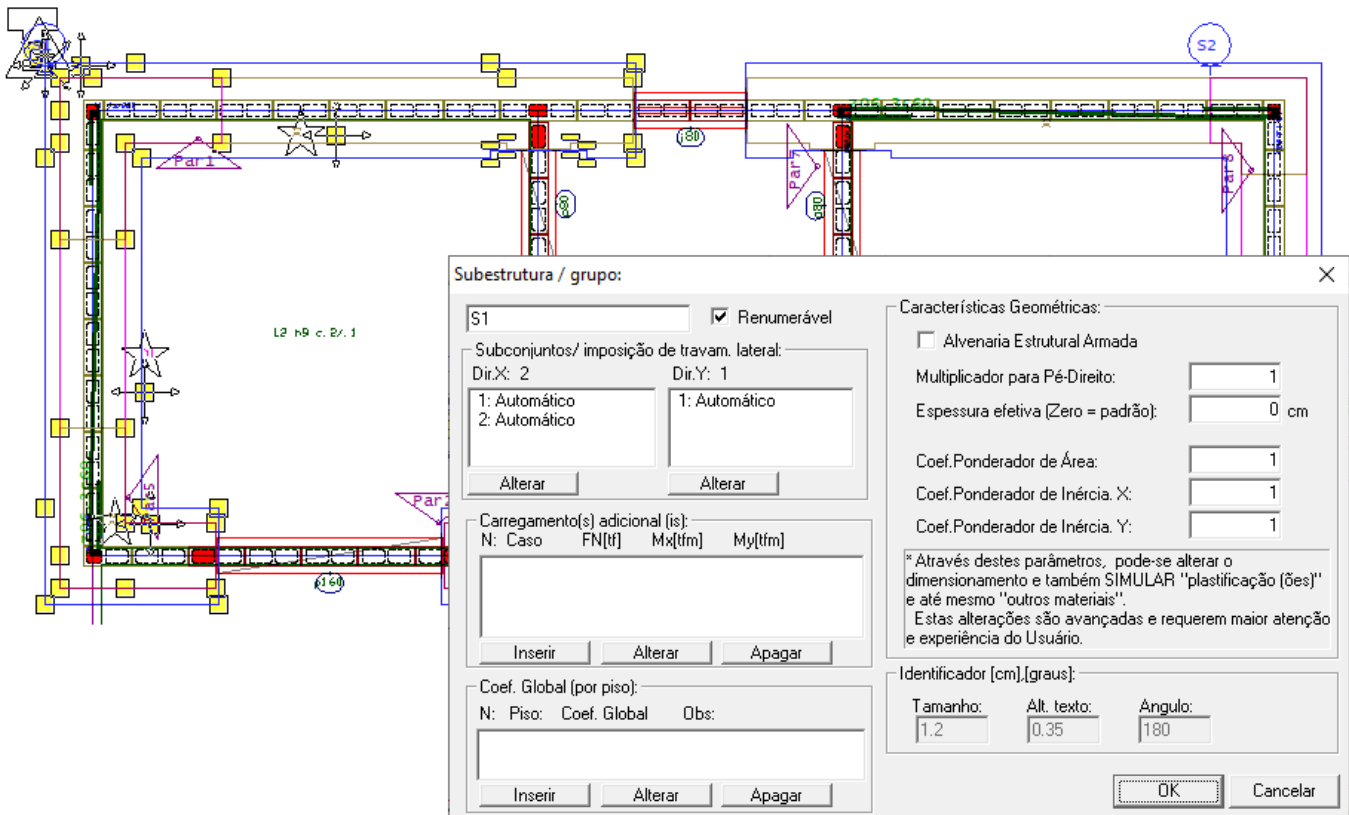 S2
Par1
p80
Par7
Par8
p80
p80
L2 h9 c.2/.1
Par5
p160
Subestrutura / grupo:
S1
Renumerável
Subconjuntos/ imposição de travam. lateral:
Dir.X: 2
Dir.Y: 1
1: Automático
2: Automático
1: Automático
Alterar
Alterar
Carregamento(s) adicional (is):
N: Caso FN[tf] Mx[tfm] My[tfm]
Inserir
Alterar
Apagar
Coef. Global (por piso):
N: Piso: Coef. Global Obs:
Inserir
Alterar
Apagar
Características Geométricas:
Alvenaria Estrutural Armada
Multiplicador para Pé-Direito: 1
Espessura efetiva (Zero = padrão): 0 cm
Coef.Ponderador de Área: 1
Coef.Ponderador de Inércia. X: 1
Coef.Ponderador de Inércia. Y: 1
* Através destes parâmetros, pode-se alterar o
dimensionamento e também SIMULAR "plastificação (ões)"
e até mesmo "outros materiais".
Estas alterações são avançadas e requerem maior atenção
e experiência do Usuário.
Identificador [cm],[graus]:
Tamanho: Alt. texto: Angulo:
1.2 0.35 180
OK
Cancelar